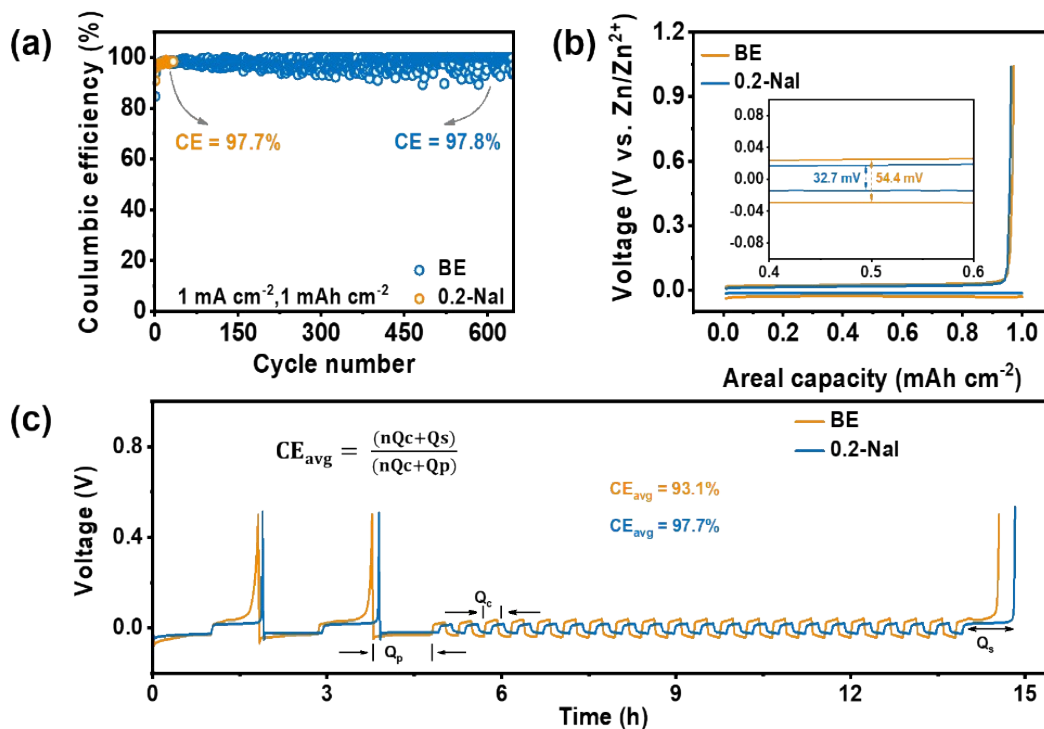 (a)
Coulumbic efficiency (%)
100
80
60
40
20
0
CE = 97.7%
CE = 97.8%
BE
0.2-NaI
1 mA cm⁻²,1 mAh cm⁻²
0 150 300 450 600
Cycle number
(b)
Voltage (V vs. Zn/Zn²⁺)
1.2
0.9
0.6
0.3
0.0
BE
0.2-NaI
0.08
0.04
0.00
-0.04
-0.08
32.7 mV 54.4 mV
0.4 0.5 0.6
0.0 0.2 0.4 0.6 0.8 1.0
Areal capacity (mAh cm⁻²)
(c)
Voltage (V)
0.8
0.4
0.0
CEavg = (nQc+Qs)
(nQc+Qp)
BE
0.2-NaI
CEavg = 93.1%
CEavg = 97.7%
Qc
Qp
Qs
0 3 6 9 12 15
Time (h)